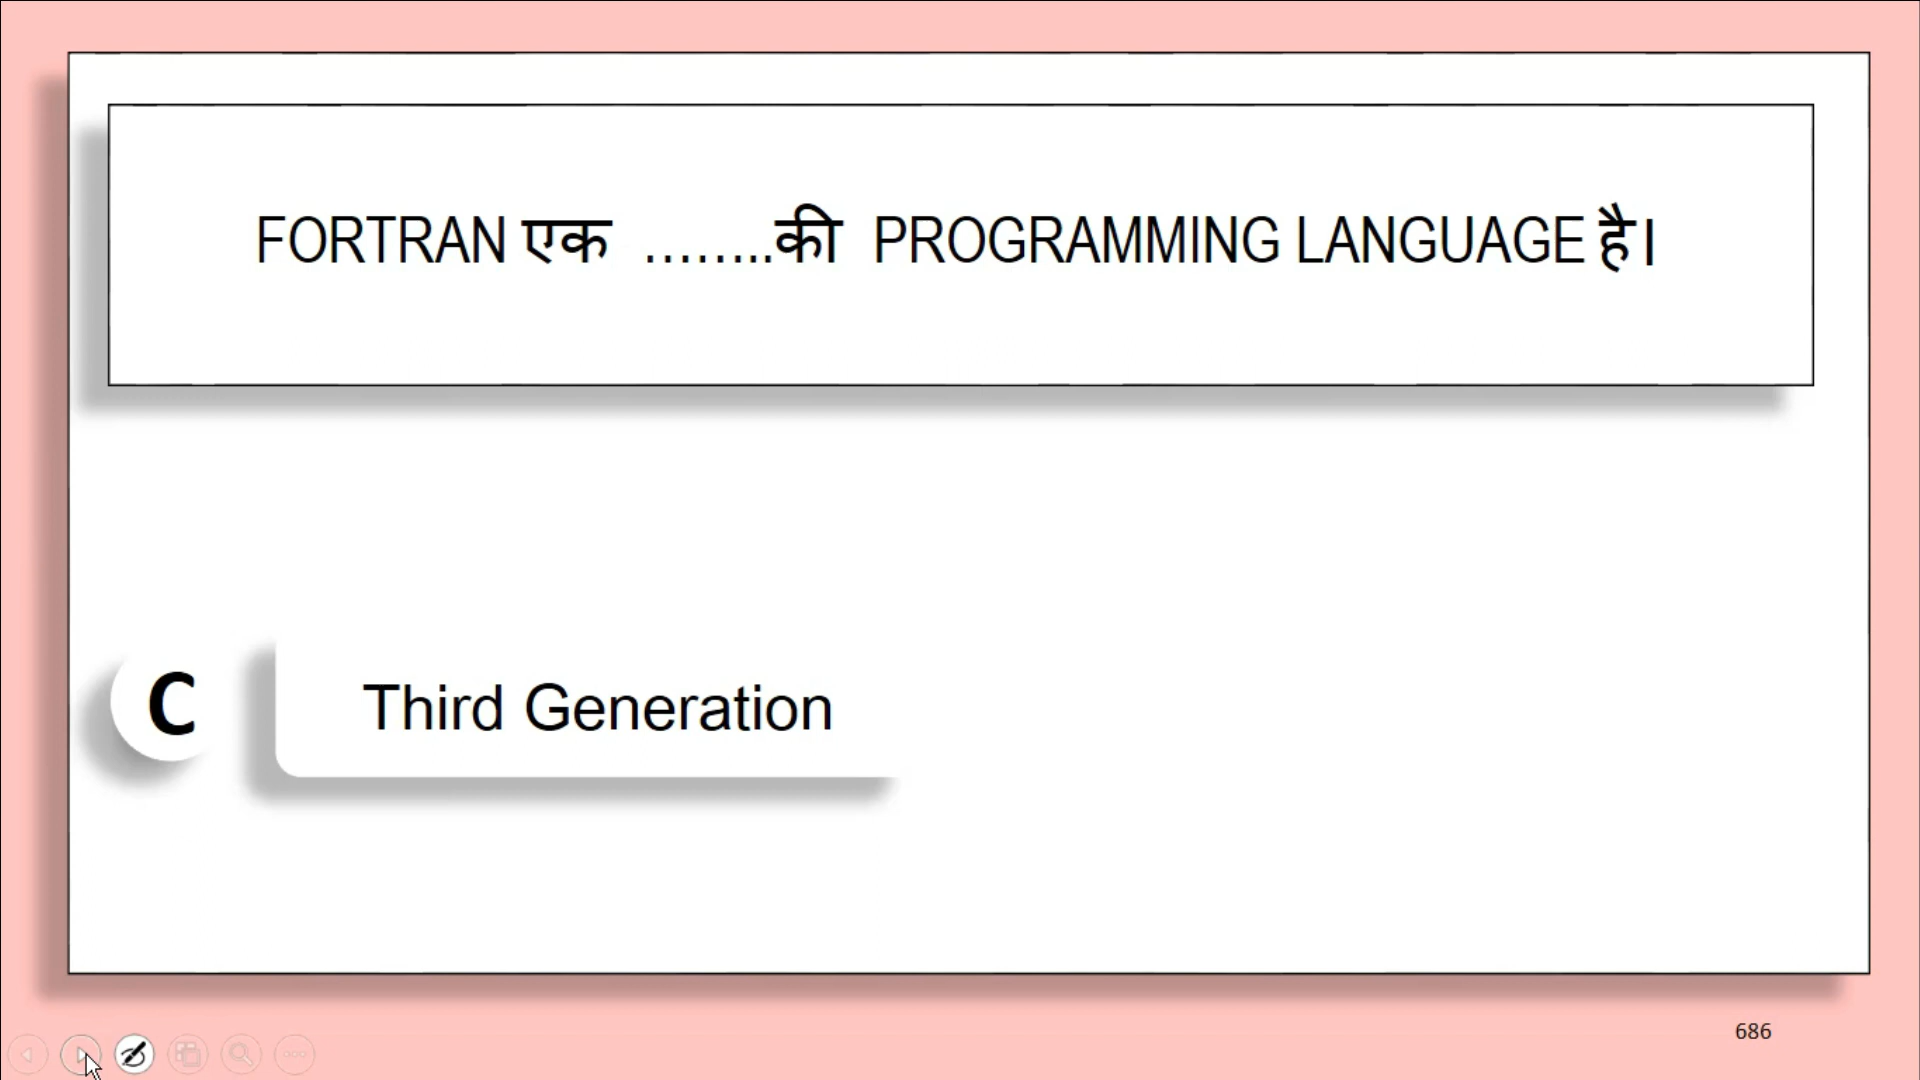 FORTRAN एक ........की PROGRAMMING LANGUAGE है।
C Third Generation
686